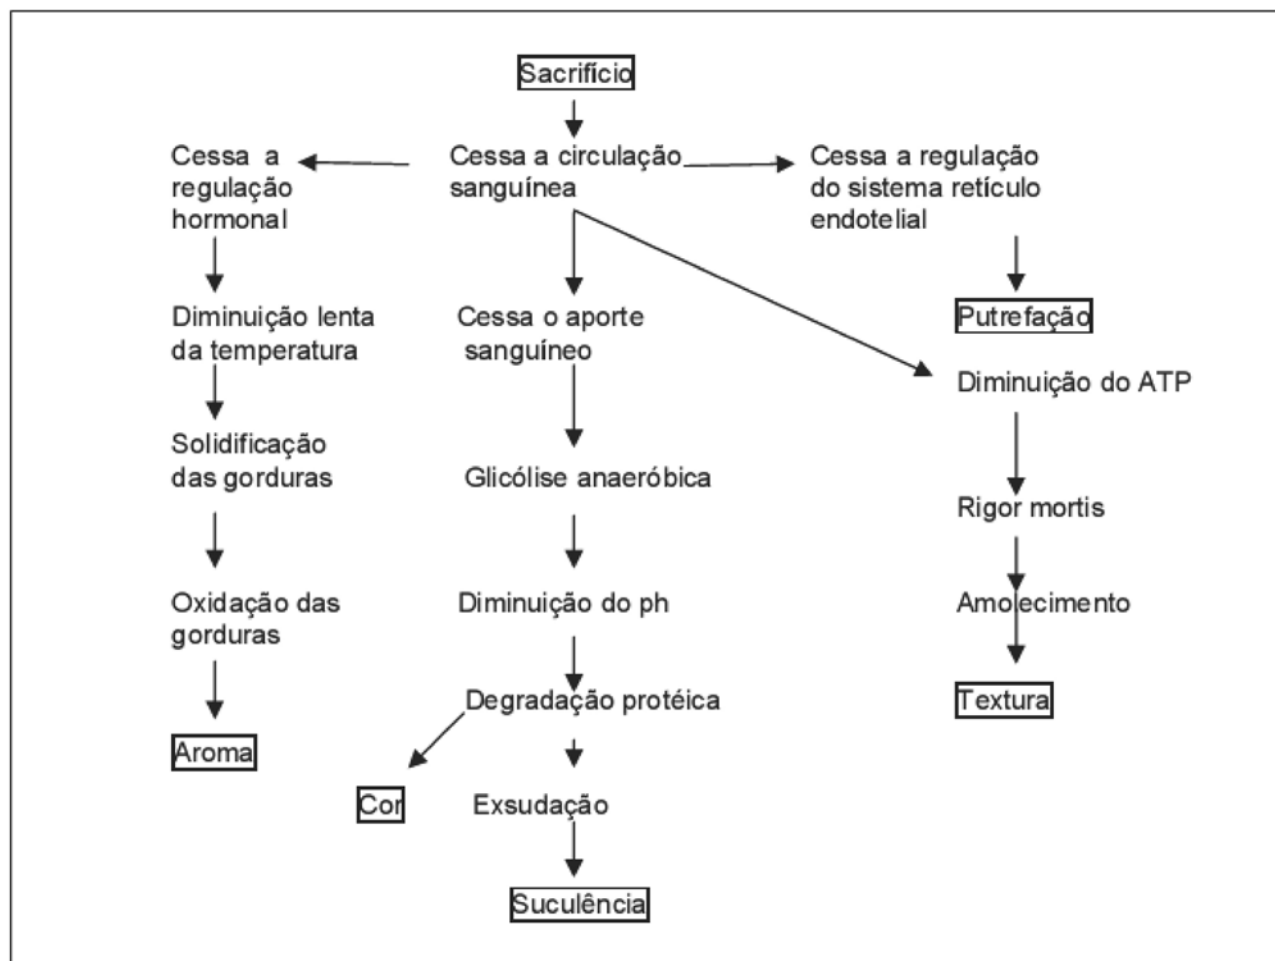 Sacrifício
Cessa a
regulação
hormonal
Cessa a circulação
sanguínea
Cessa a regulação
do sistema retículo
endotelial
Diminuição lenta
da temperatura
Cessa o aporte
sanguíneo
Putrefação
Diminuição do ATP
Solidificação
das gorduras
Glicólise anaeróbica
Rigor mortis
Oxidação das
gorduras
Diminuição do ph
Amolecimento
Degradação protéica
Textura
Aroma
Cor
Exsudação
Suculência